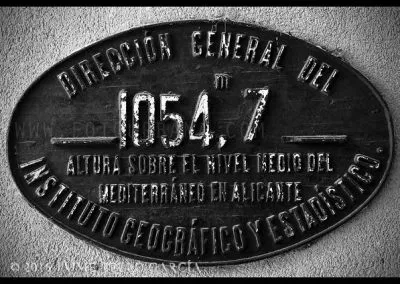 DIRECCIÓN GENERAL DEL
m
1054,7
ALTURA SOBRE EL NIVEL MEDIO DEL
MEDITERRÁNEO EN ALICANTE
INSTITUTO GEOGRÁFICO Y ESTADÍSTICO.